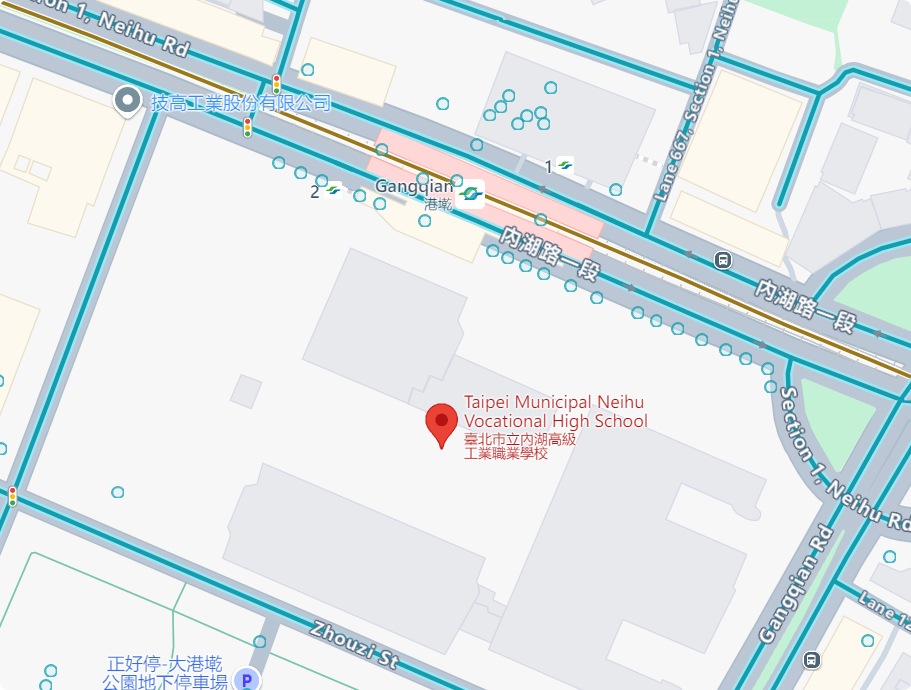 on 1, Neihu Rd
技高工業股份有限公司
Lane 667, Section 1, Neihu
1
2
Gangqian
港墘
內湖路一段
內湖路一段
Taipei Municipal Neihu
Vocational High School
臺北市立內湖高級
工業職業學校
Section 1, Neihu Rd
Gangqian Rd
Lane 12
Zhouzi St
正好停-大港墘
公園地下停車場
P